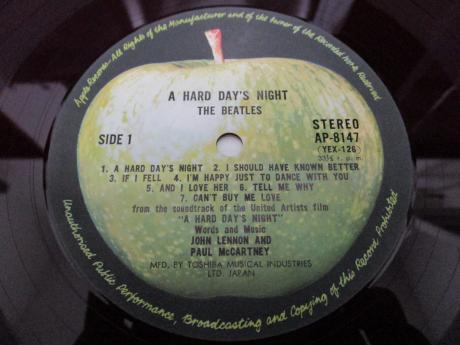 Apple Records · All Rights of the Manufacturer and of the Owner of the Recorded Work Reserved
A HARD DAY'S NIGHT
THE BEATLES
SIDE 1
STEREO
AP-8147
(YEX-126)
33⅓ r. p. m.
1. A HARD DAY'S NIGHT 2. I SHOULD HAVE KNOWN BETTER
3. IF I FELL 4. I'M HAPPY JUST TO DANCE WITH YOU
5. AND I LOVE HER 6. TELL ME WHY
7. CAN'T BUY ME LOVE
from the soundtrack of the United Artists film
"A HARD DAY'S NIGHT"
Words and Music
JOHN LENNON AND
PAUL McCARTNEY
MFD. BY TOSHIBA MUSICAL INDUSTRIES
LTD. JAPAN
Unauthorised Public Performance, Broadcasting and Copying of this Record Prohibited